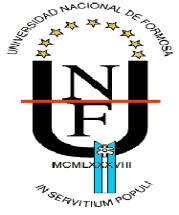 UNIVERSIDAD NACIONAL DE FORMOSA
N
F
MCMLXXXVIII
IN SERVITIUM POPULI